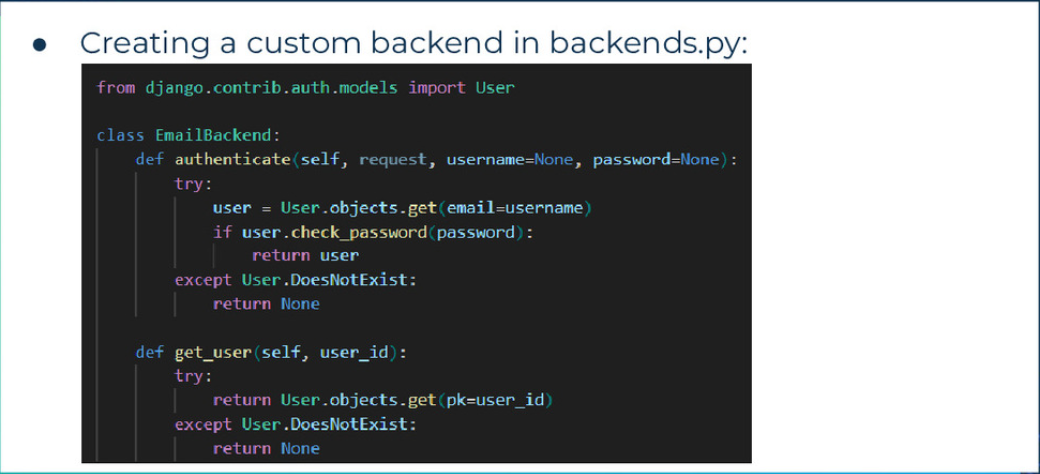 • Creating a custom backend in backends.py:
from django.contrib.auth.models import User
class EmailBackend:
def authenticate(self, request, username=None, password=None):
try:
user = User.objects.get(email=username)
if user.check_password(password):
return user
except User.DoesNotExist:
return None
def get_user(self, user_id):
try:
return User.objects.get(pk=user_id)
except User.DoesNotExist:
return None